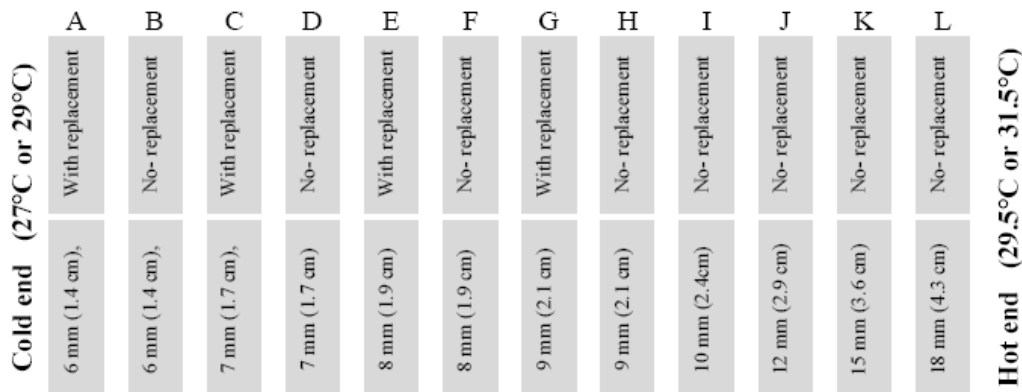 A B C D E F G H I J K L
Cold end (27°C or 29°C)
With replacement
No- replacement
With replacement
No- replacement
With replacement
No- replacement
With replacement
No- replacement
No- replacement
No- replacement
No- replacement
No- replacement
6 mm (1.4 cm),
6 mm (1.4 cm),
7 mm (1.7 cm),
7 mm (1.7 cm)
8 mm (1.9 cm)
8 mm (1.9 cm)
9 mm (2.1 cm)
9 mm (2.1 cm)
10 mm (2.4cm)
12 mm (2.9 cm)
15 mm (3.6 cm)
18 mm (4.3 cm)
Hot end (29.5°C or 31.5°C)